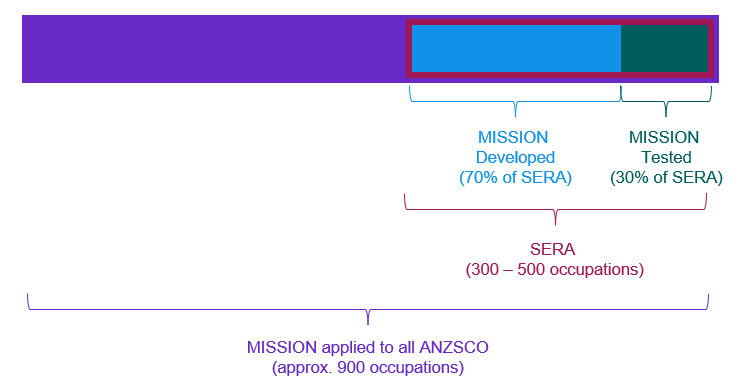 MISSION
Developed
(70% of SERA)
MISSION
Tested
(30% of SERA)
SERA
(300 – 500 occupations)
MISSION applied to all ANZSCO
(approx. 900 occupations)